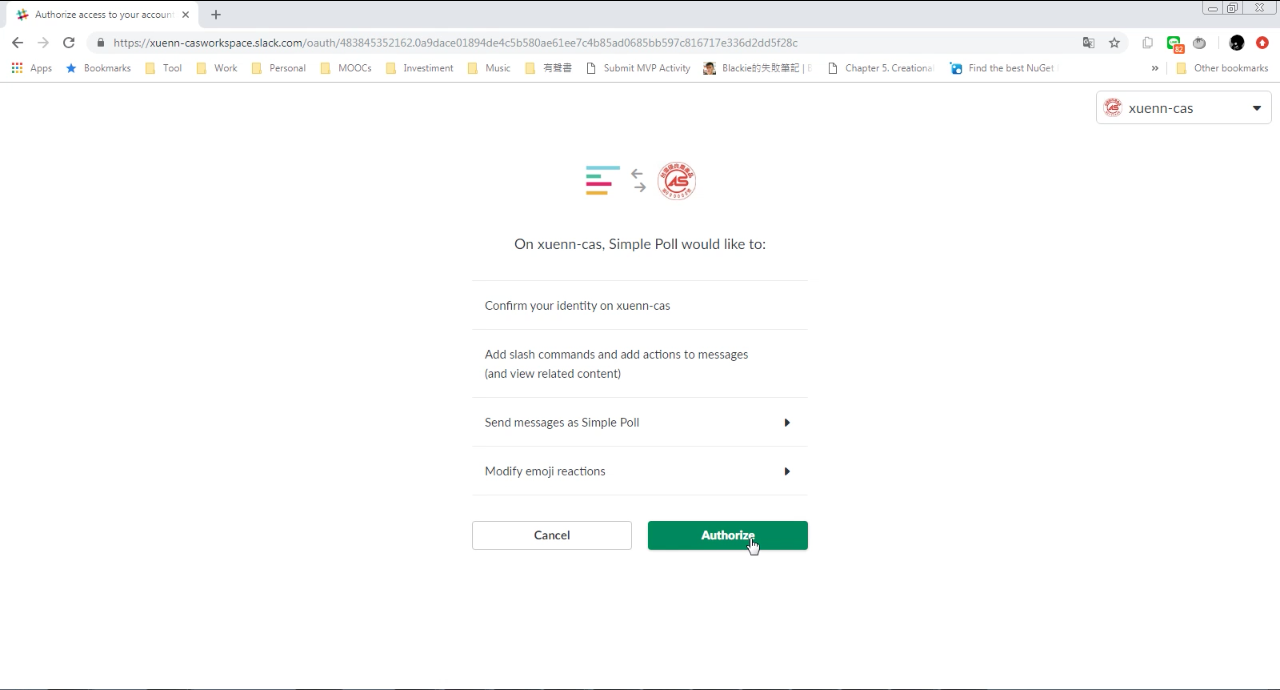 Authorize access to your account
https://xuenn-casworkspace.slack.com/oauth/483845352162.0a9dace01894de4c5b580ae61ee7c4b85ad0685bb597c816717e336d2dd5f28c
82
Apps Bookmarks Tool Work Personal MOOCs Investiment Music 有聲書 Submit MVP Activity Blackie的失敗筆記 | Chapter 5. Creationa Find the best NuGet » Other bookmarks
xuenn-cas
AS
On xuenn-cas, Simple Poll would like to:
Confirm your identity on xuenn-cas
Add slash commands and add actions to messages
(and view related content)
Send messages as Simple Poll
Modify emoji reactions
Cancel Authorize